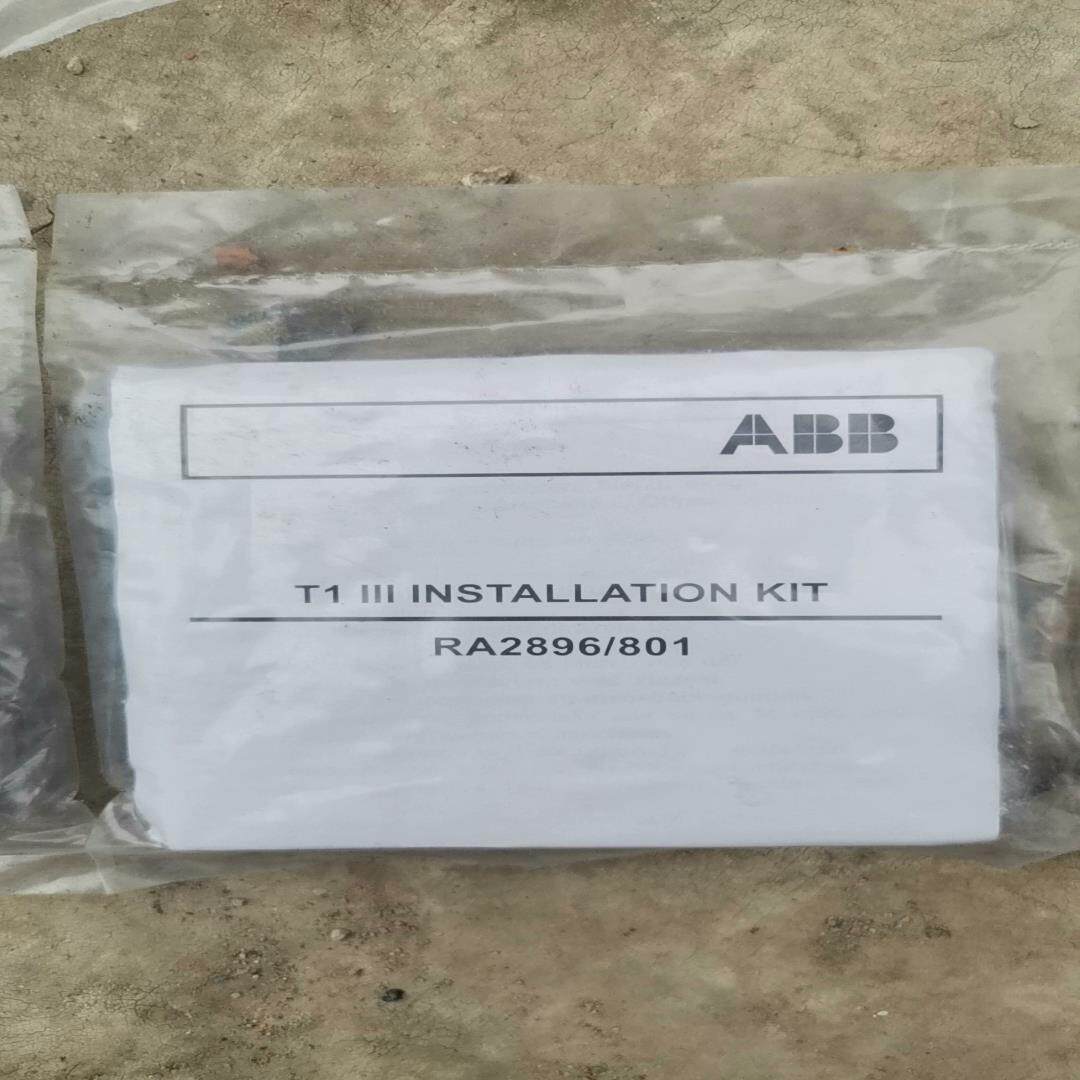 ABB
T1 III INSTALLATION KIT
RA2896/801